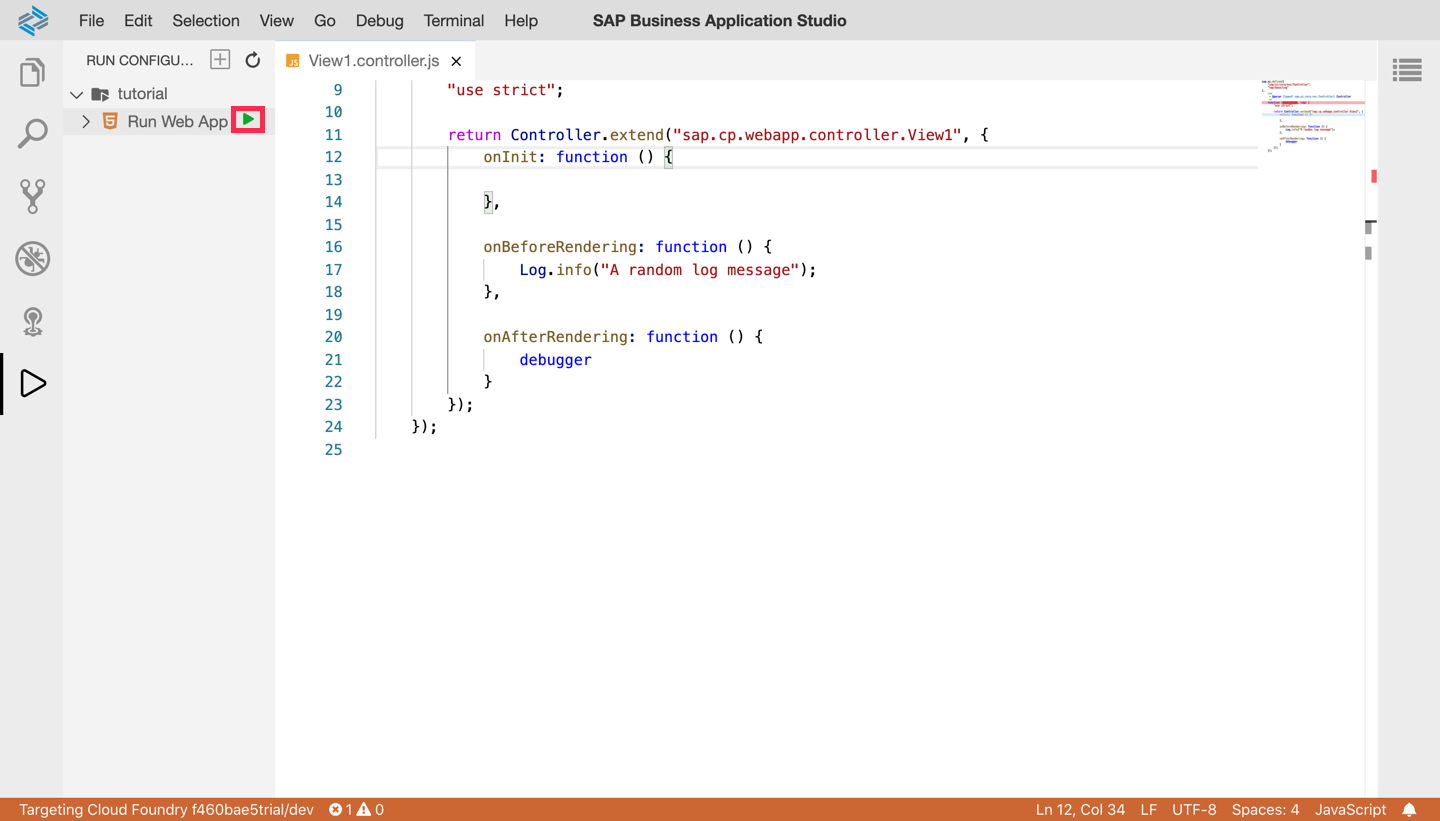 File Edit Selection View Go Debug Terminal Help SAP Business Application Studio
RUN CONFIGU...
JS View1.controller.js ×
tutorial
Run Web App
9 "use strict";
10
11 return Controller.extend("sap.cp.webapp.controller.View1", {
12 onInit: function () {
13
14 },
15
16 onBeforeRendering: function () {
17 Log.info("A random log message");
18 },
19
20 onAfterRendering: function () {
21 debugger
22 }
23 });
24 });
25
Targeting Cloud Foundry f460bae5trial/dev 1 0 Ln 12, Col 34 LF UTF-8 Spaces: 4 JavaScript